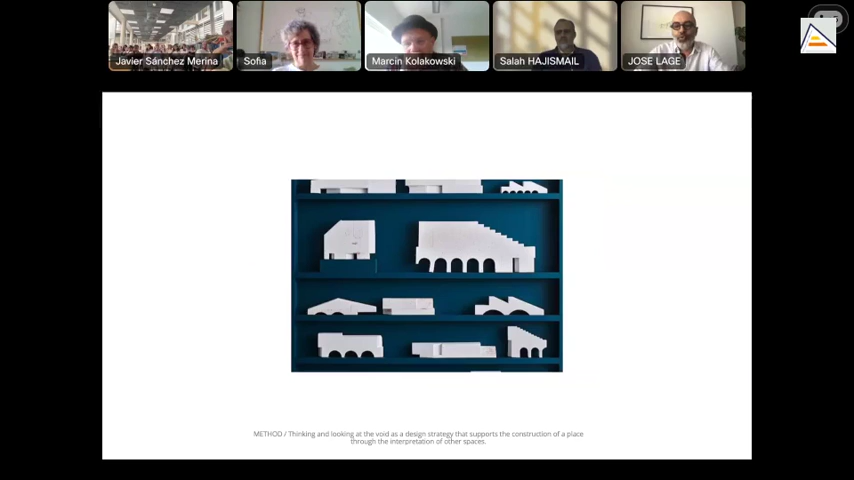 Javier Sánchez Merina
Sofia
Marcin Kolakowski
Salah HAJISMAIL
JOSE LAGE
METHOD / Thinking and looking at the void as a design strategy that supports the construction of a place
through the interpretation of other spaces.